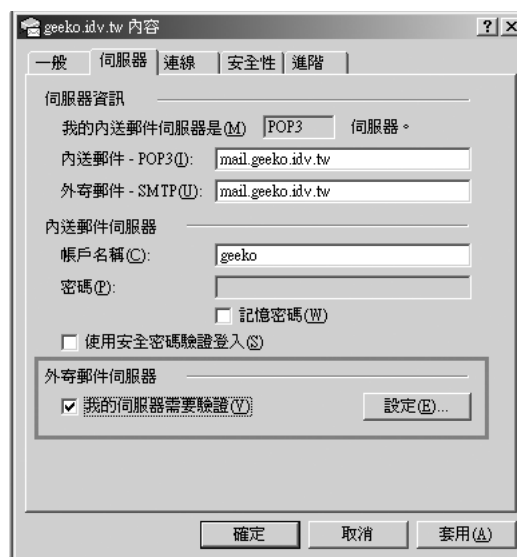 geeko.idv.tw 內容
一般 伺服器 連線 安全性 進階
伺服器資訊
我的內送郵件伺服器是(M) POP3 伺服器。
內送郵件 - POP3(I): mail.geeko.idv.tw
外寄郵件 - SMTP(U): mail.geeko.idv.tw
內送郵件伺服器
帳戶名稱(C): geeko
密碼(P):
記憶密碼(W)
使用安全密碼驗證登入(S)
外寄郵件伺服器
我的伺服器需要驗證(V) 設定(E)...
確定 取消 套用(A)